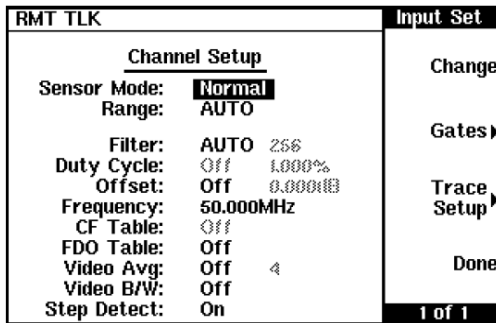 RMT TLK
Input Set
Channel Setup
Change
Sensor Mode: Normal
Range: AUTO
Gates
Filter: AUTO 256
Duty Cycle: Off 1.000%
Offset: Off 0.000dB
Trace Setup
Frequency: 50.000MHz
CF Table: Off
FDO Table: Off
Video Avg: Off 4
Done
Video B/W: Off
Step Detect: On
1 of 1